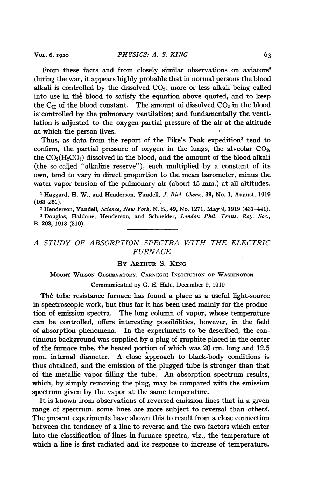 VOL. 6, 1920 PHYSICS: A. S. KING 63
From these facts and from closely similar observations on aviators
during the war, it appears highly probable that in normal persons the blood
alkali is controlled by the dissolved CO2, more or less alkali being called
into use in the blood to satisfy the equation above quoted, and to keep
the CH of the blood constant. The amount of dissolved CO2 in the blood
is controlled by the pulmonary ventilation; and fundamentally the venti-
lation is adjusted to the oxygen partial pressure of the air at the altitude
at which the person lives.
Thus, as data from the report of the Pike's Peak expedition tend to
confirm, the partial pressure of oxygen in the lungs, the alveolar CO2,
the CO2(H2CO3) dissolved in the blood, and the amount of the blood alkali
(the so called "alkaline reserve"), each multiplied by a constant of its
own, tend to vary in direct proportion to the mean barometer, minus the
water vapor tension of the pulmonary air (about 45 mm.) at all altitudes.
1 Haggard, H. W., and Henderson, Yandell, J. Biol. Chem., 39, No. 1, August, 1919
(163-201).
2 Henderson, Yandell, Science, New York, N. S., 49, No. 1271, May 9, 1919 (431-441).
3 Douglas, Haldane, Henderson, and Schneider, London Phil. Trans. Roy. Soc.,
B. 203, 1913 (310).
A STUDY OF ABSORPTION SPECTRA WITH THE ELECTRIC
FURNACE
BY ARTHUR S. KING
MOUNT WILSON OBSERVATORY, CARNEGIE INSTITUTION OF WASHINGTON
Communicated by G. E. Hale, December 9, 1919
The tube resistance furnace has found a place as a useful light-source
in spectroscopic work, but thus far it has been used mainly for the produc-
tion of emission spectra. The long column of vapor, whose temperature
can be controlled, offers interesting possibilities, however, in the field
of absorption phenomena. In the experiments to be described, the con-
tinuous background was supplied by a plug of graphite placed in the center
of the furnace tube, the heated portion of which was 20 cm. long and 12.5
mm. internal diameter. A close approach to black-body conditions is
thus obtained, and the emission of the plugged tube is stronger than that
of the metallic vapor filling the tube. An absorption spectrum results,
which, by simply removing the plug, may be compared with the emission
spectrum given by the vapor at the same temperature.
It is known from observations of reversed emission lines that in a given
range of spectrum, some lines are more subject to reversal than others.
The present experiments have shown this to result from a close connection
between the tendency of a line to reverse and the two factors which enter
into the classification of lines in furnace spectra, viz., the temperature at
which a line is first radiated and its response to increase of temperature.